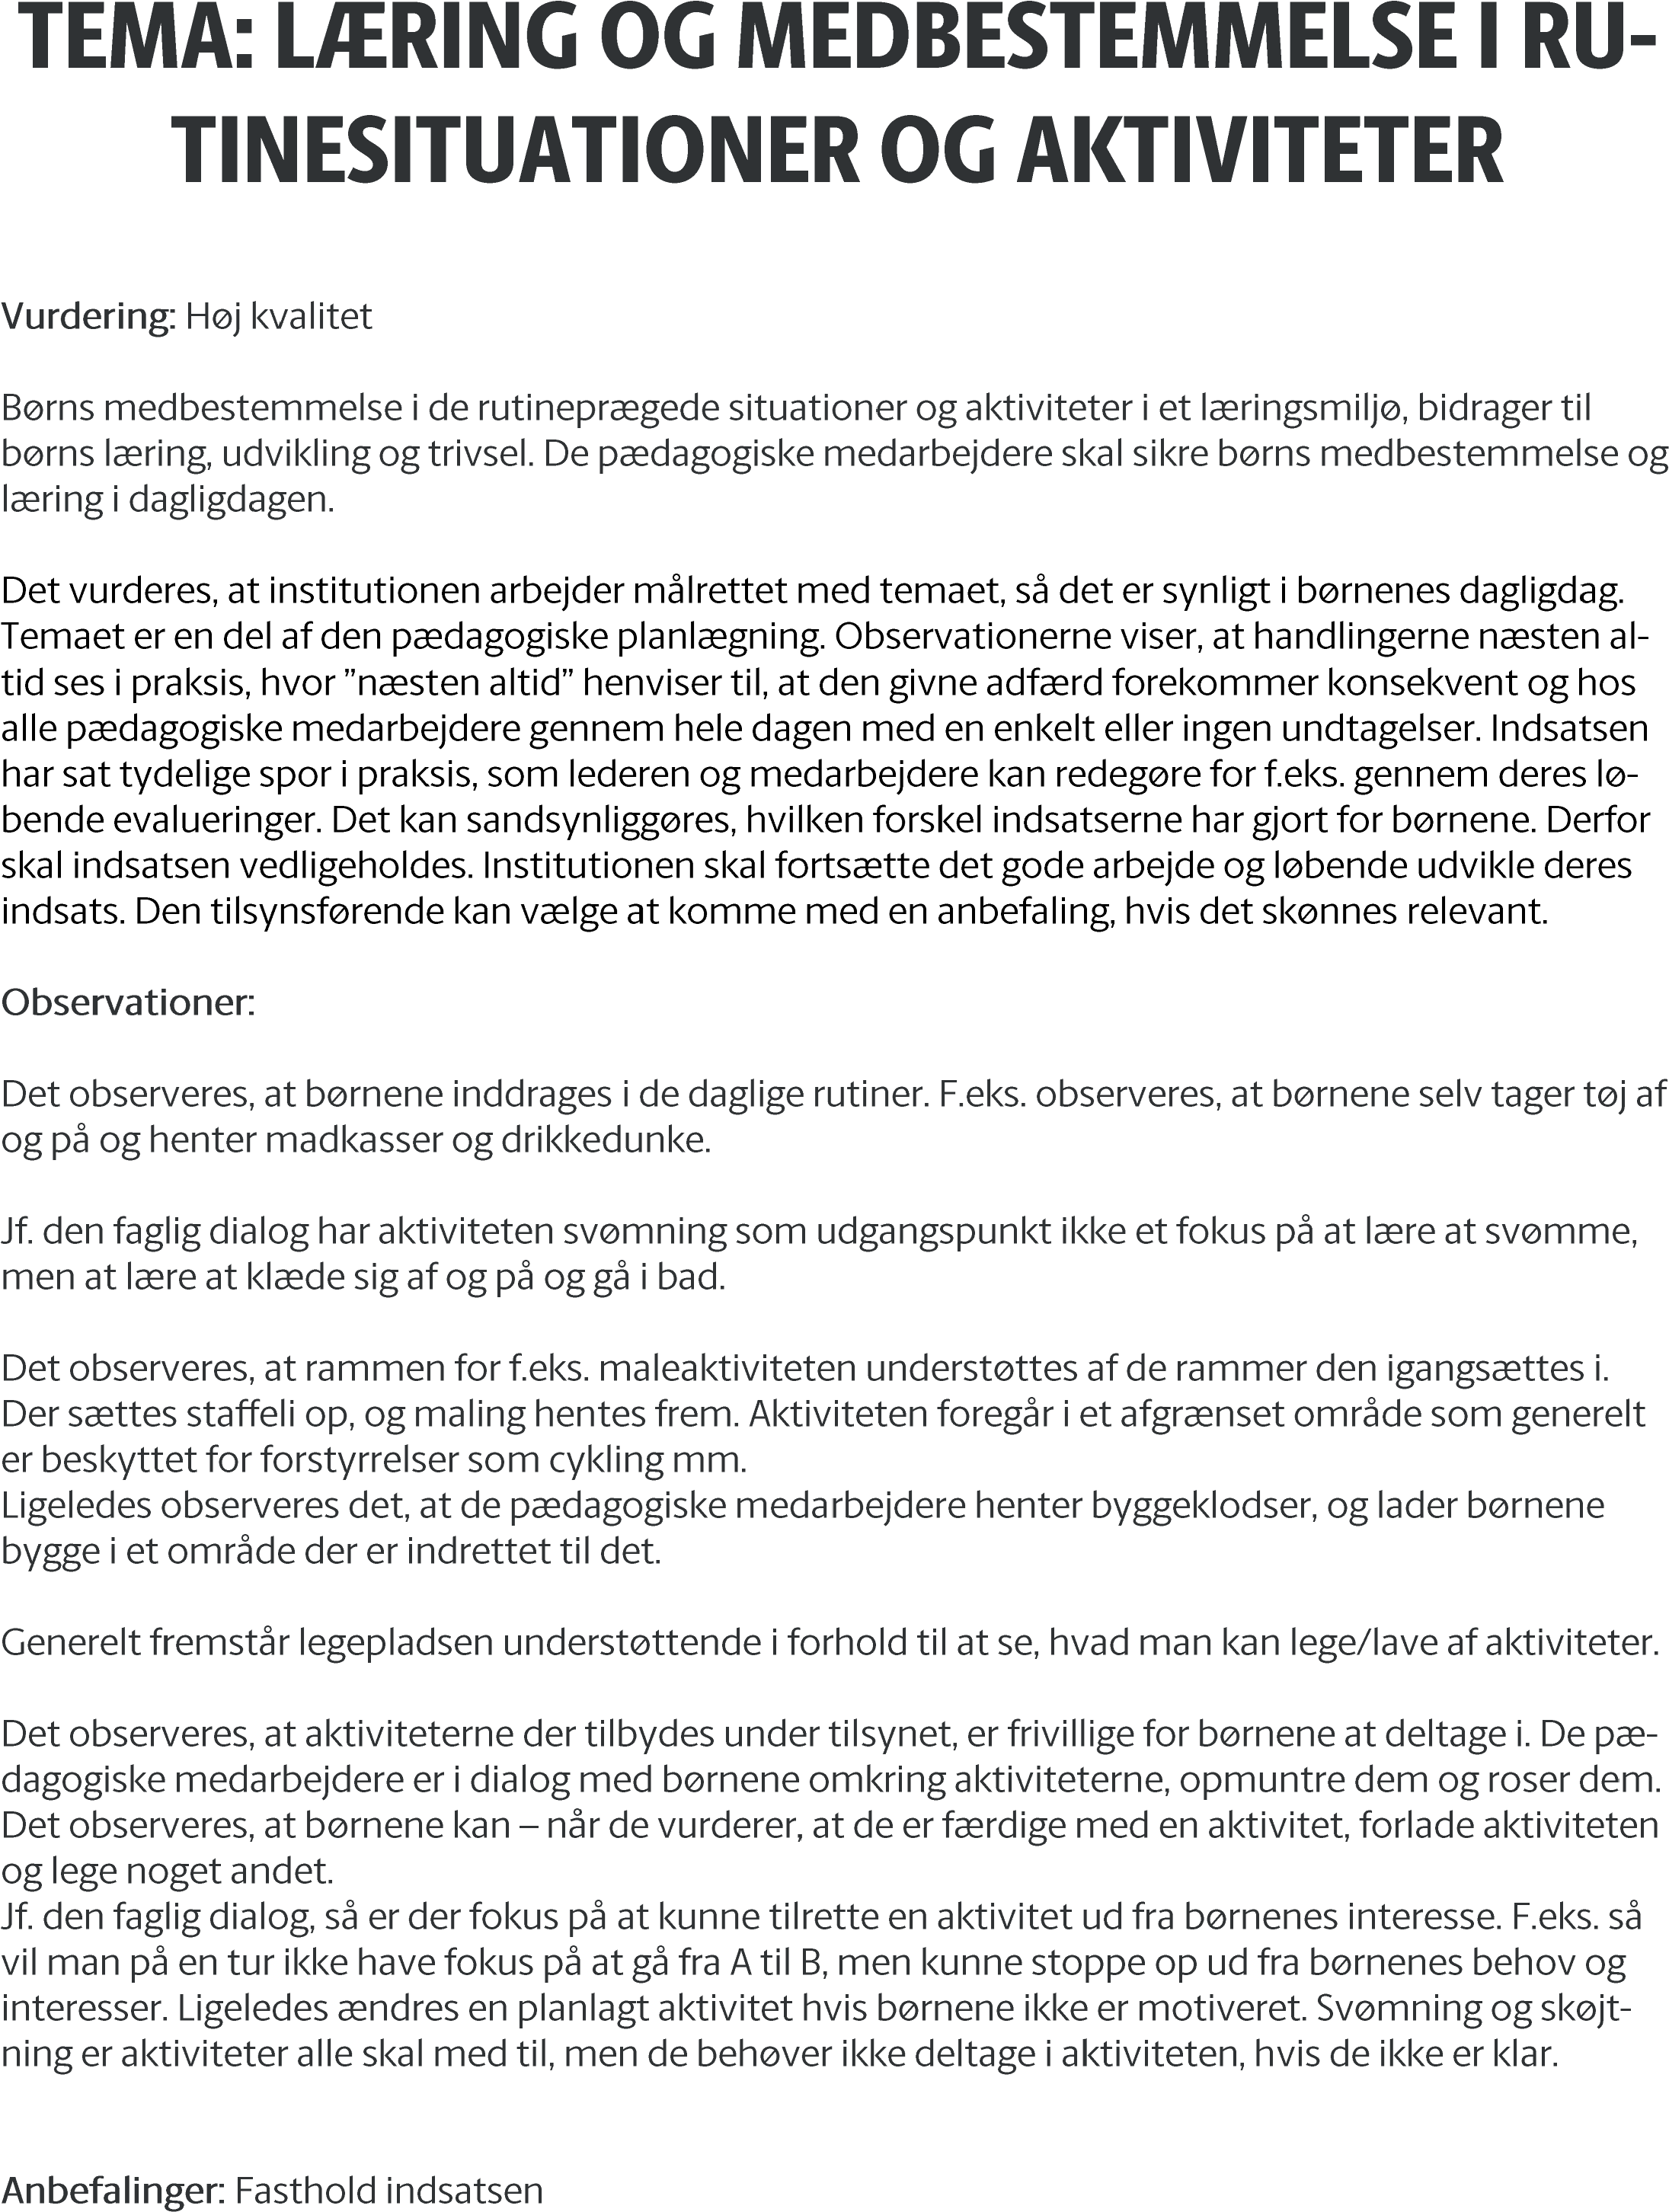 TEMA: LÆRING OG MEDBESTEMMELSE I RU-
TINESITUATIONER OG AKTIVITETER
Vurdering: Høj kvalitet
Børns medbestemmelse i de rutineprægede situationer og aktiviteter i et læringsmiljø, bidrager til
børns læring, udvikling og trivsel. De pædagogiske medarbejdere skal sikre børns medbestemmelse og
læring i dagligdagen.
Det vurderes, at institutionen arbejder målrettet med temaet, så det er synligt i børnenes dagligdag.
Temaet er en del af den pædagogiske planlægning. Observationerne viser, at handlingerne næsten al-
tid ses i praksis, hvor ”næsten altid” henviser til, at den givne adfærd forekommer konsekvent og hos
alle pædagogiske medarbejdere gennem hele dagen med en enkelt eller ingen undtagelser. Indsatsen
har sat tydelige spor i praksis, som lederen og medarbejdere kan redegøre for f.eks. gennem deres lø-
bende evalueringer. Det kan sandsynliggøres, hvilken forskel indsatserne har gjort for børnene. Derfor
skal indsatsen vedligeholdes. Institutionen skal fortsætte det gode arbejde og løbende udvikle deres
indsats. Den tilsynsførende kan vælge at komme med en anbefaling, hvis det skønnes relevant.
Observationer:
Det observeres, at børnene inddrages i de daglige rutiner. F.eks. observeres, at børnene selv tager tøj af
og på og henter madkasser og drikkedunke.
Jf. den faglig dialog har aktiviteten svømning som udgangspunkt ikke et fokus på at lære at svømme,
men at lære at klæde sig af og på og gå i bad.
Det observeres, at rammen for f.eks. maleaktiviteten understøttes af de rammer den igangsættes i.
Der sættes staffeli op, og maling hentes frem. Aktiviteten foregår i et afgrænset område som generelt
er beskyttet for forstyrrelser som cykling mm.
Ligeledes observeres det, at de pædagogiske medarbejdere henter byggeklodser, og lader børnene
bygge i et område der er indrettet til det.
Generelt fremstår legepladsen understøttende i forhold til at se, hvad man kan lege/lave af aktiviteter.
Det observeres, at aktiviteterne der tilbydes under tilsynet, er frivillige for børnene at deltage i. De pæ-
dagogiske medarbejdere er i dialog med børnene omkring aktiviteterne, opmuntre dem og roser dem.
Det observeres, at børnene kan – når de vurderer, at de er færdige med en aktivitet, forlade aktiviteten
og lege noget andet.
Jf. den faglig dialog, så er der fokus på at kunne tilrette en aktivitet ud fra børnenes interesse. F.eks. så
vil man på en tur ikke have fokus på at gå fra A til B, men kunne stoppe op ud fra børnenes behov og
interesser. Ligeledes ændres en planlagt aktivitet hvis børnene ikke er motiveret. Svømning og skøjt-
ning er aktiviteter alle skal med til, men de behøver ikke deltage i aktiviteten, hvis de ikke er klar.
Anbefalinger: Fasthold indsatsen